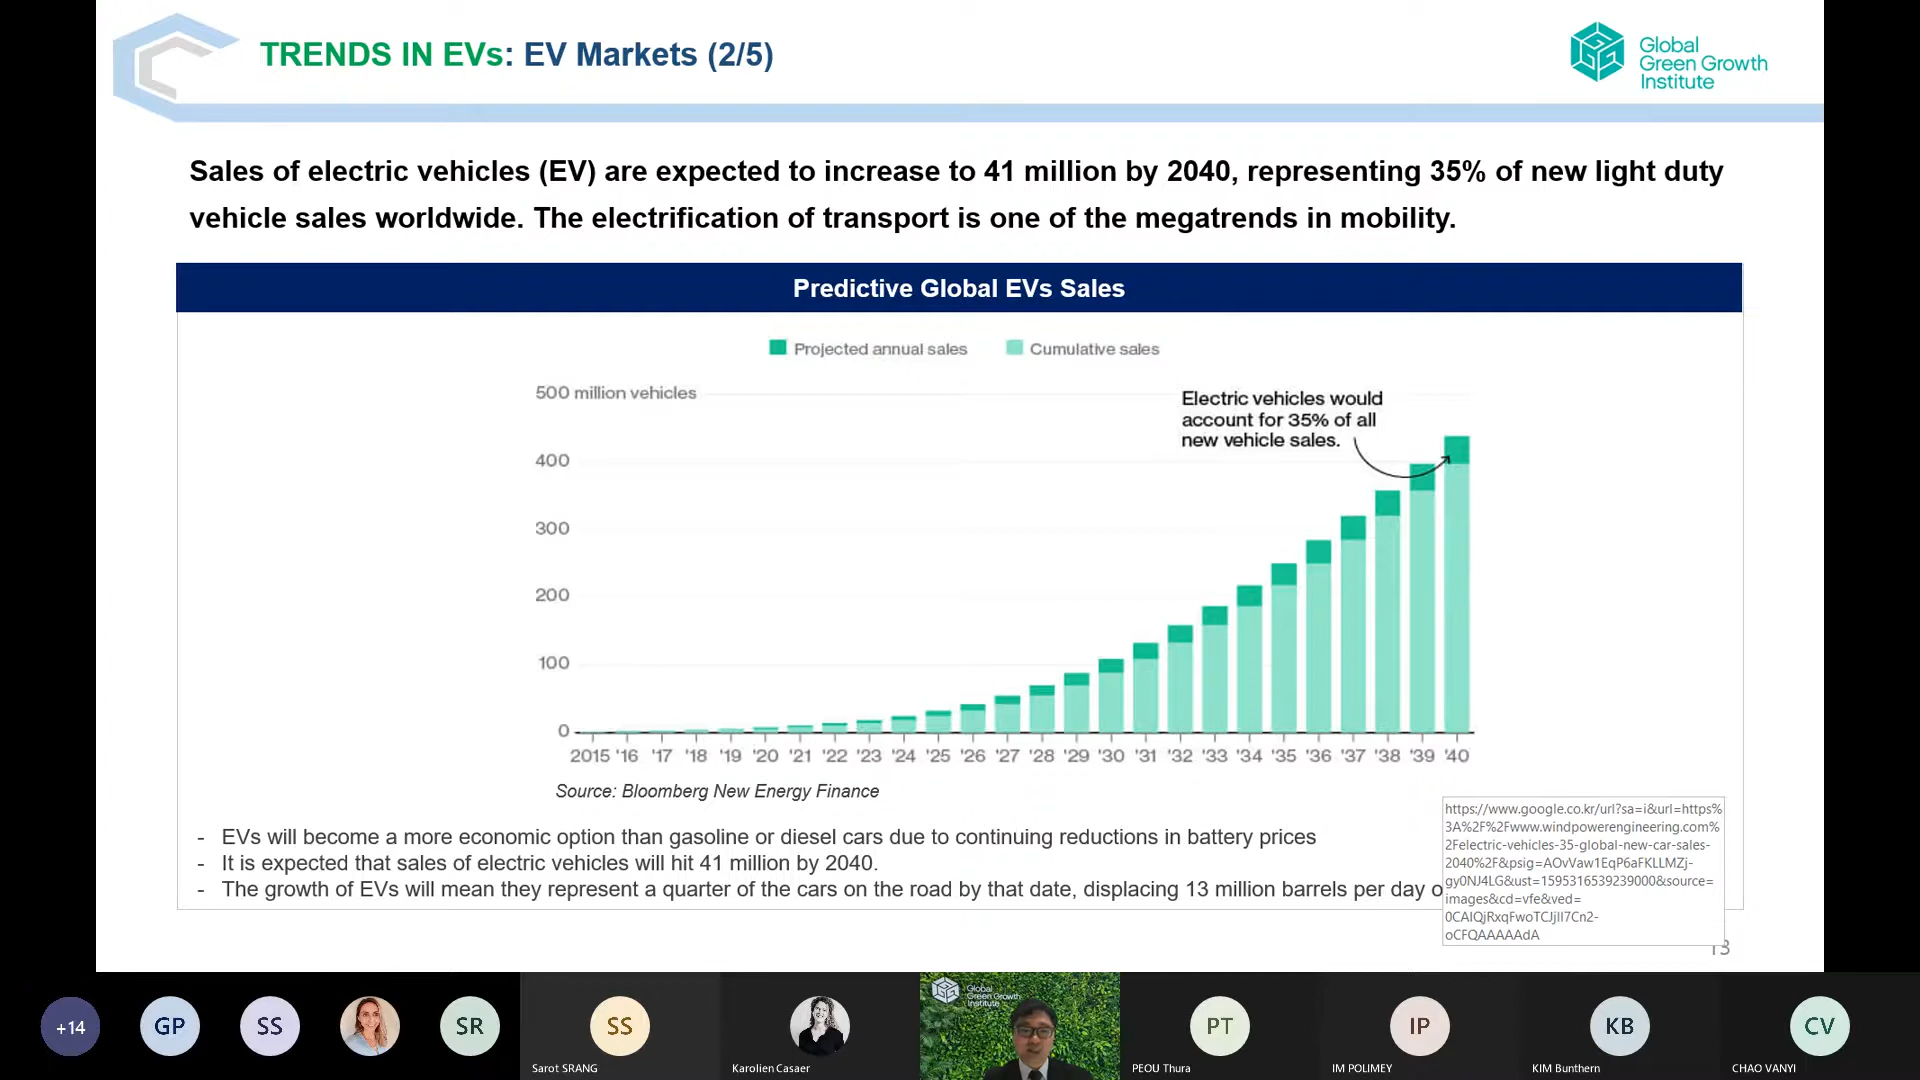 TRENDS IN EVs: EV Markets (2/5)
Global
Green Growth
Institute
Sales of electric vehicles (EV) are expected to increase to 41 million by 2040, representing 35% of new light duty
vehicle sales worldwide. The electrification of transport is one of the megatrends in mobility.
Predictive Global EVs Sales
Projected annual sales
Cumulative sales
500 million vehicles
Electric vehicles would
account for 35% of all
new vehicle sales.
400
300
200
100
0
2015 '16 '17 '18 '19 '20 '21 '22 '23 '24 '25 '26 '27 '28 '29 '30 '31 '32 '33 '34 '35 '36 '37 '38 '39 '40
Source: Bloomberg New Energy Finance
- EVs will become a more economic option than gasoline or diesel cars due to continuing reductions in battery prices
- It is expected that sales of electric vehicles will hit 41 million by 2040.
- The growth of EVs will mean they represent a quarter of the cars on the road by that date, displacing 13 million barrels per day
https://www.google.co.kr/url?sa=i&url=https%
3A%2F%2Fwww.windpowerengineering.com%
2Felectric-vehicles-35-global-new-car-sales-
2040%2F&psig=AOvVaw1EqP6aFKLLMZj-
gy0NJ4LG&ust=1595316539239000&source=
images&cd=vfe&ved=
0CAIQjRxqFwoTCJjII7Cn2-
oCFQAAAAAdA
13
+14
GP
SS
SR
SS
Sarot SRANG
Karolien Casaer
Global
Green Growth
Institute
PT
PEOU Thura
IP
IM POLIMEY
KB
KIM Bunthern
CV
CHAO VANYI